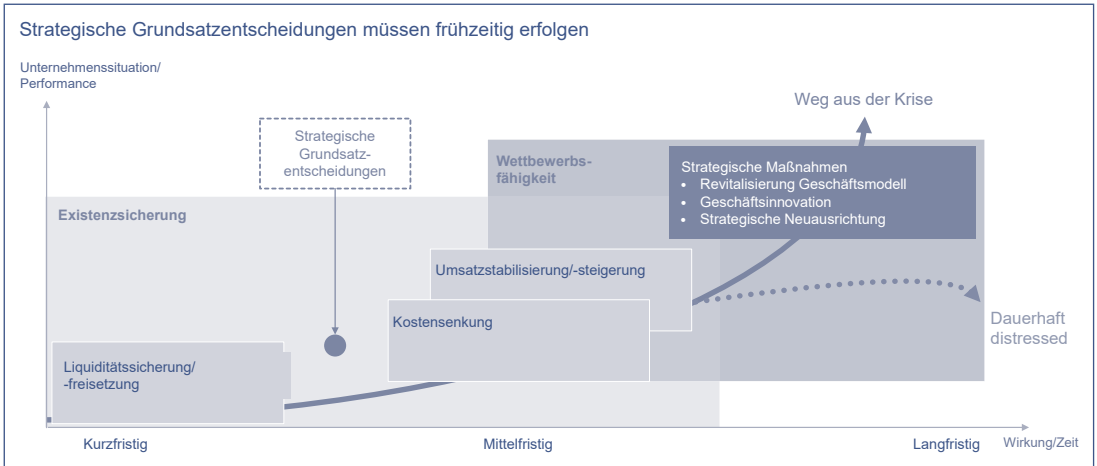 Strategische Grundsatzentscheidungen müssen frühzeitig erfolgen
Unternehmenssituation/
Performance
Weg aus der Krise
Strategische
Grundsatz-
entscheidungen
Wettbewerbs-
fähigkeit
Strategische Maßnahmen
• Revitalisierung Geschäftsmodell
• Geschäftsinnovation
• Strategische Neuausrichtung
Existenzsicherung
Umsatzstabilisierung/-steigerung
Kostensenkung
Dauerhaft
distressed
Liquiditätssicherung/
-freisetzung
Kurzfristig
Mittelfristig
Langfristig
Wirkung/Zeit